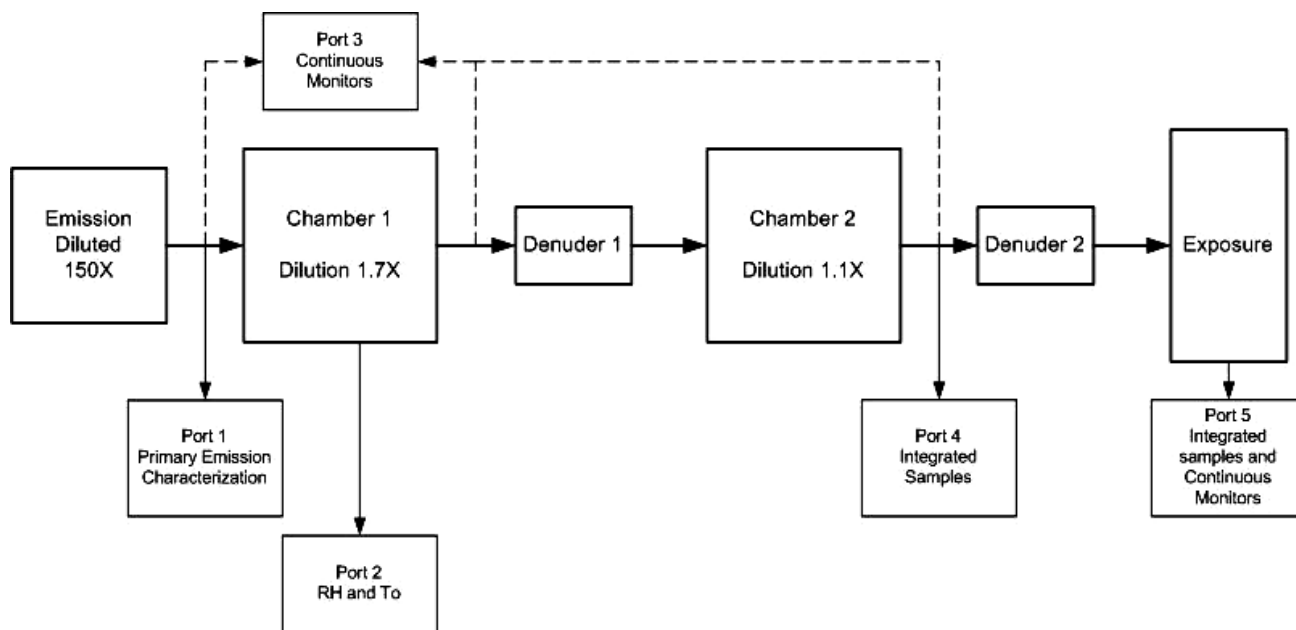 Port 3
Continuous
Monitors
Emission
Diluted
150X
Chamber 1
Dilution 1.7X
Denuder 1
Chamber 2
Dilution 1.1X
Denuder 2
Exposure
Port 1
Primary Emission
Characterization
Port 4
Integrated
Samples
Port 5
Integrated
samples and
Continuous
Monitors
Port 2
RH and To